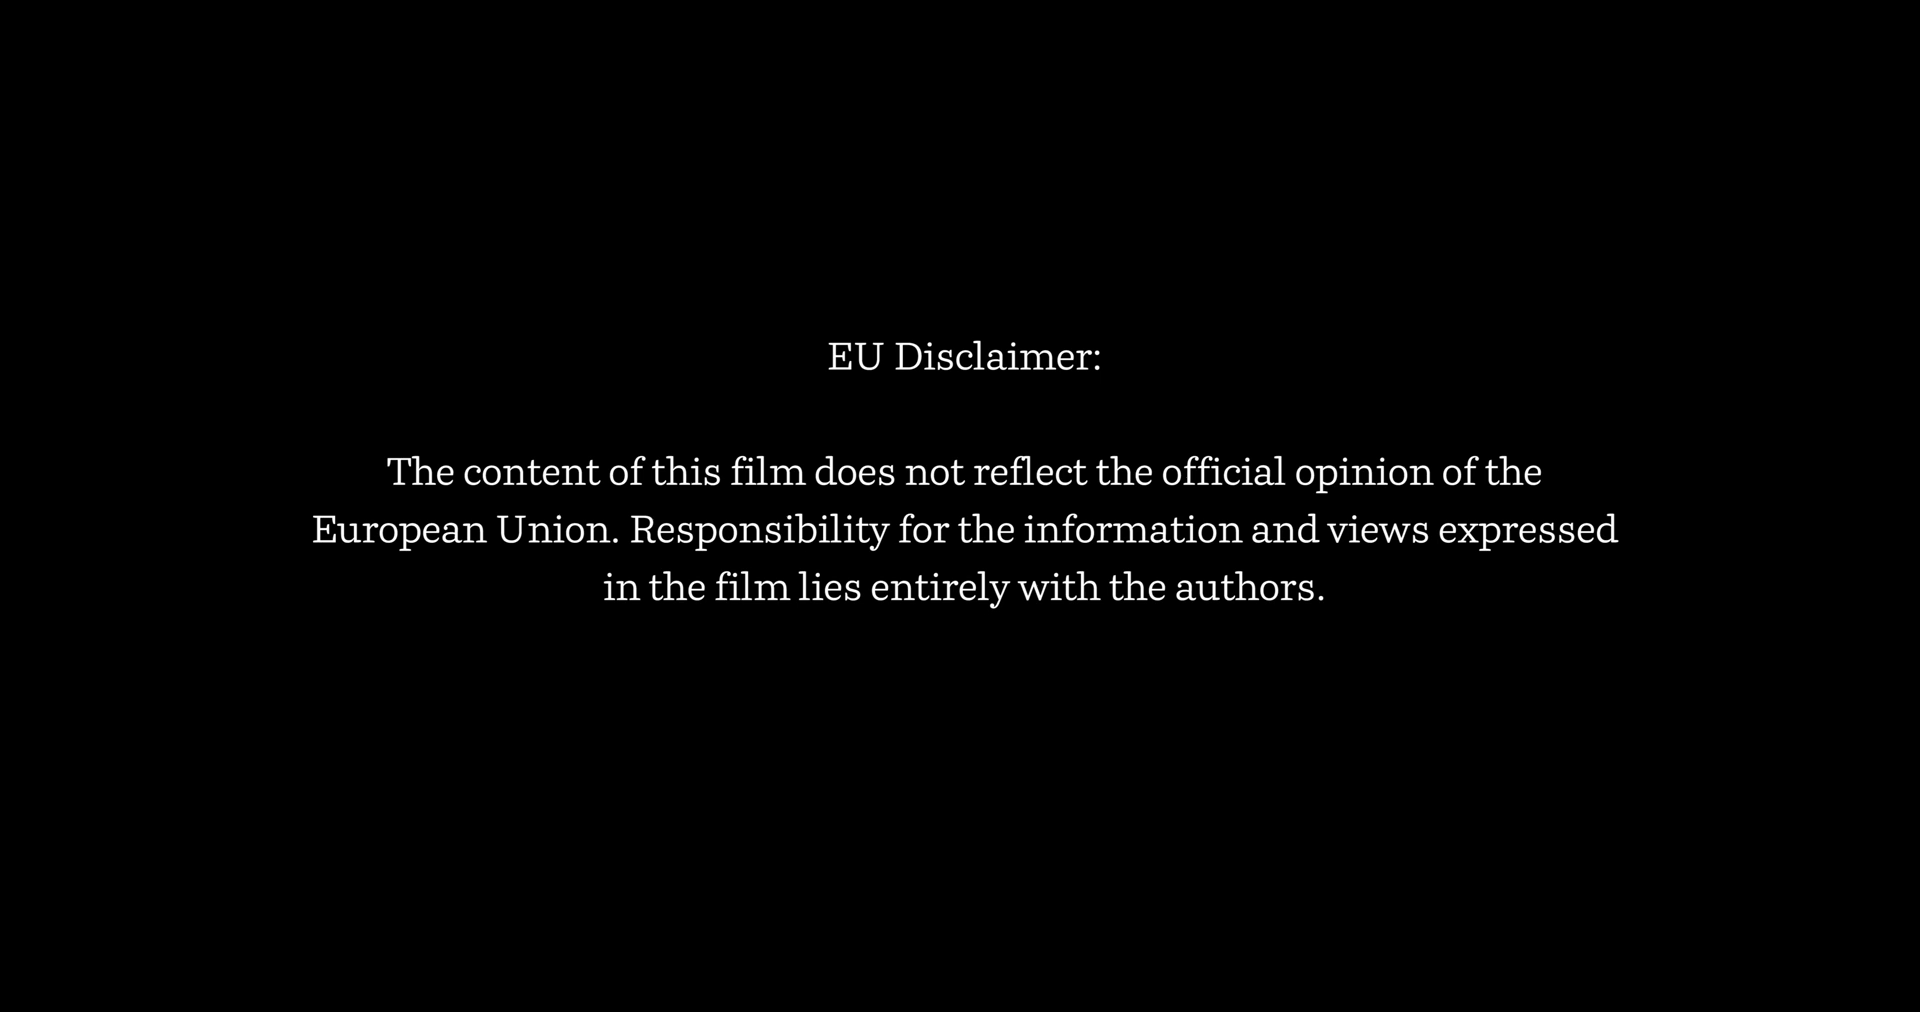 EU Disclaimer:
The content of this film does not reflect the official opinion of the
European Union. Responsibility for the information and views expressed
in the film lies entirely with the authors.